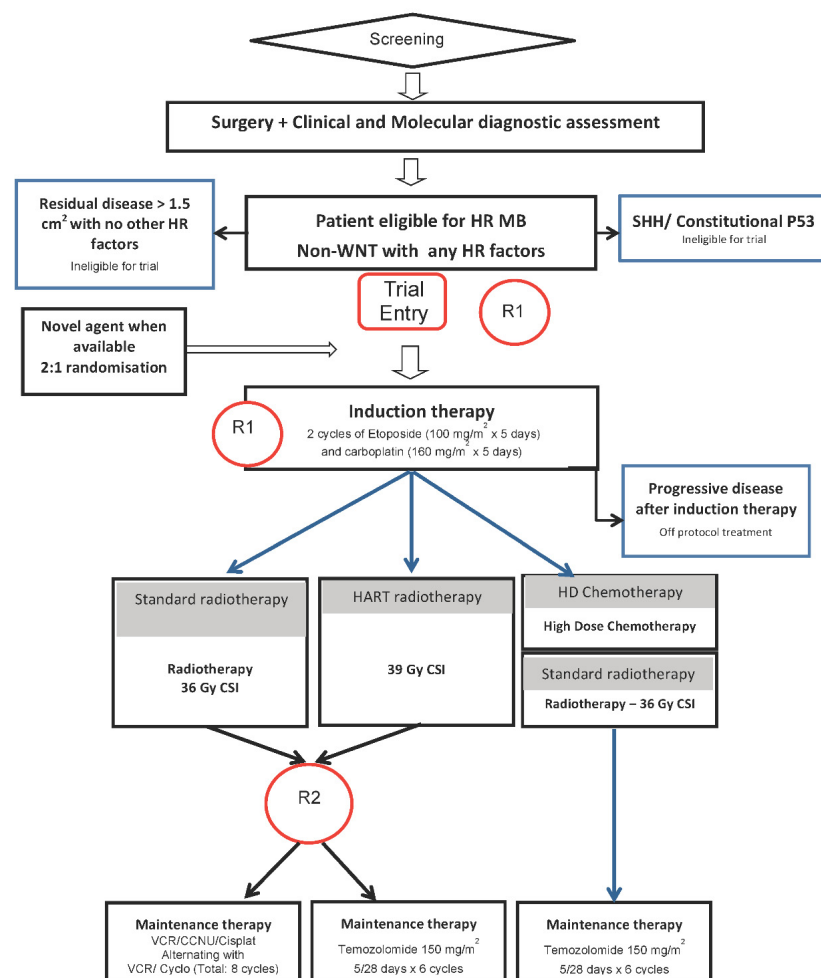 Screening
Surgery + Clinical and Molecular diagnostic assessment
Residual disease > 1.5
cm² with no other HR
factors
Ineligible for trial
Patient eligible for HR MB
Non-WNT with any HR factors
SHH/ Constitutional P53
Ineligible for trial
Trial
Entry
R1
Novel agent when
available
2:1 randomisation
R1
Induction therapy
2 cycles of Etoposide (100 mg/m² x 5 days)
and carboplatin (160 mg/m² x 5 days)
Progressive disease
after induction therapy
Off protocol treatment
Standard radiotherapy
Radiotherapy
36 Gy CSI
HART radiotherapy
39 Gy CSI
HD Chemotherapy
High Dose Chemotherapy
Standard radiotherapy
Radiotherapy – 36 Gy CSI
R2
Maintenance therapy
VCR/CCNU/Cisplat
Alternating with
VCR/ Cyclo (Total: 8 cycles)
Maintenance therapy
Temozolomide 150 mg/m²
5/28 days x 6 cycles
Maintenance therapy
Temozolomide 150 mg/m²
5/28 days x 6 cycles